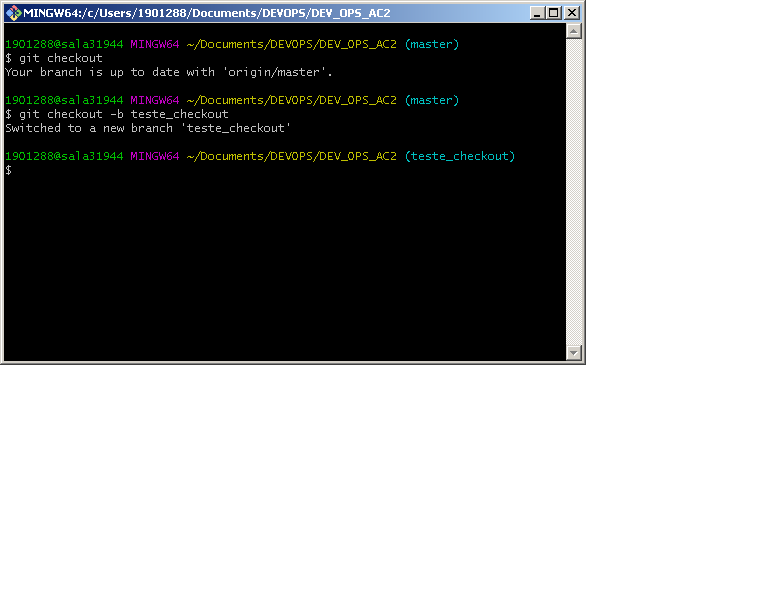 MINGW64:/c/Users/1901288/Documents/DEVOPS/DEV_OPS_AC2
1901288@sala31944 MINGW64 ~/Documents/DEVOPS/DEV_OPS_AC2 (master)
$ git checkout
Your branch is up to date with 'origin/master'.
1901288@sala31944 MINGW64 ~/Documents/DEVOPS/DEV_OPS_AC2 (master)
$ git checkout -b teste_checkout
Switched to a new branch 'teste_checkout'
1901288@sala31944 MINGW64 ~/Documents/DEVOPS/DEV_OPS_AC2 (teste_checkout)
$